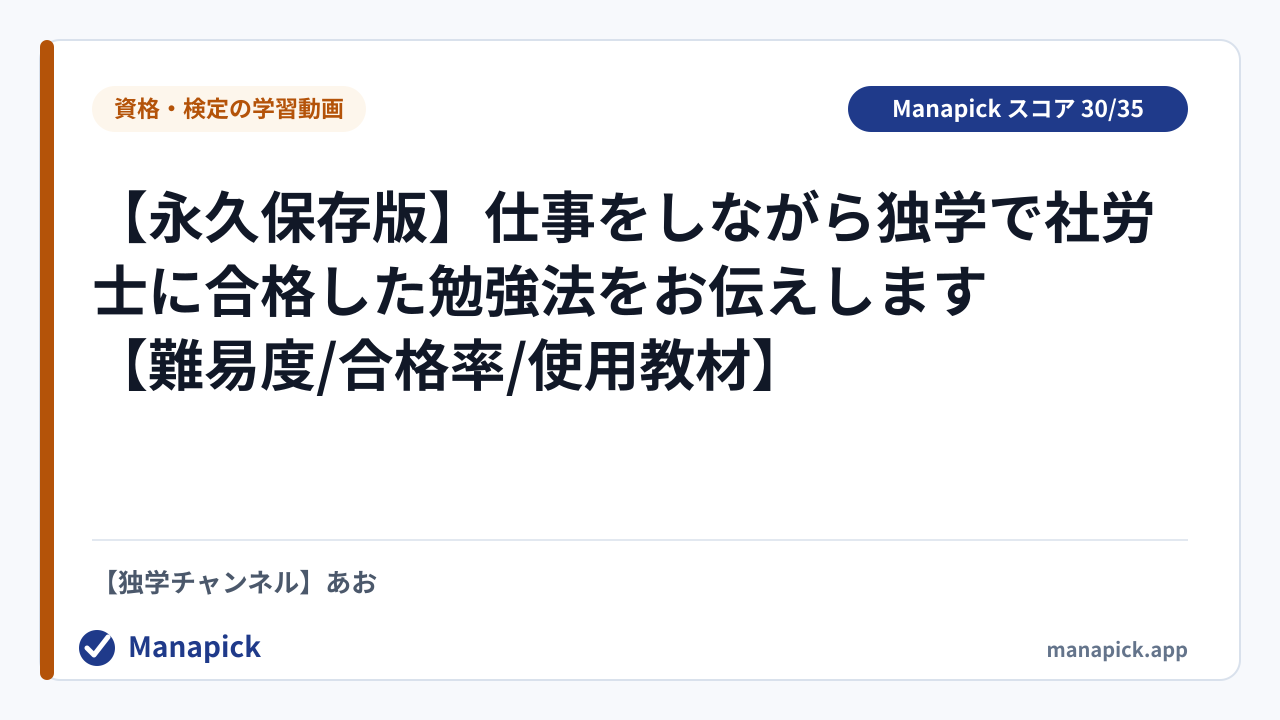 資格・検定の学習動画
Manapick スコア 30/35
【永久保存版】仕事をしながら独学で社労
士に合格した勉強法をお伝えします
【難易度/合格率/使用教材】
【独学チャンネル】あお
Manapick
manapick.app